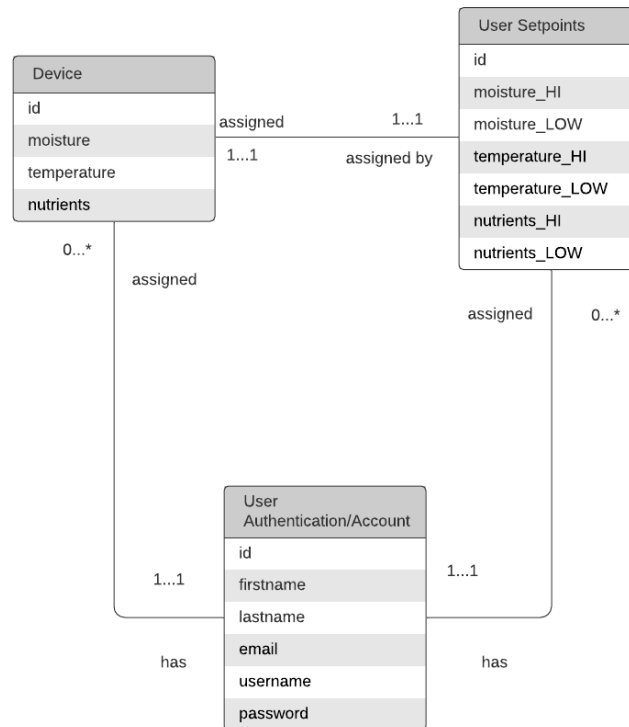 User Setpoints
id
moisture_HI
moisture_LOW
temperature_HI
temperature_LOW
nutrients_HI
nutrients_LOW
Device
id
moisture
temperature
nutrients
assigned
1...1
1...1
assigned by
0...*
assigned
assigned
0...*
User
Authentication/Account
id
firstname
lastname
email
username
password
1...1
has
1...1
has